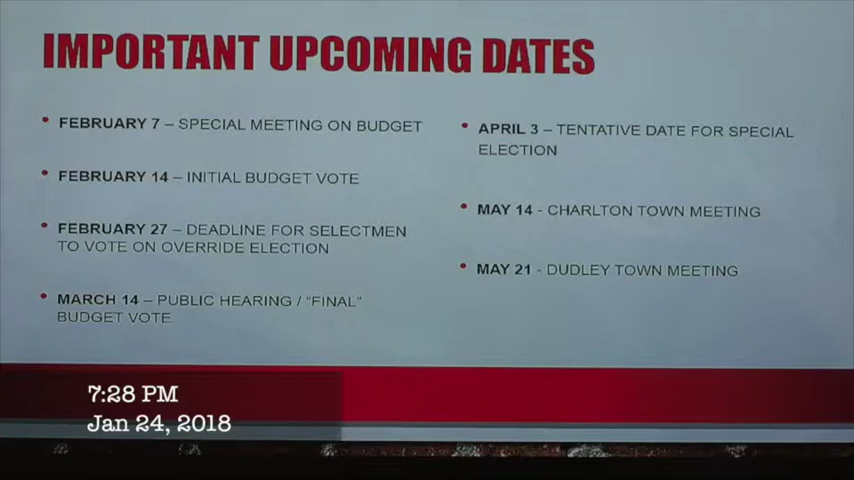 IMPORTANT UPCOMING DATES
• FEBRUARY 7 – SPECIAL MEETING ON BUDGET
• FEBRUARY 14 – INITIAL BUDGET VOTE
• FEBRUARY 27 – DEADLINE FOR SELECTMEN
TO VOTE ON OVERRIDE ELECTION
• MARCH 14 – PUBLIC HEARING / “FINAL”
BUDGET VOTE
• APRIL 3 – TENTATIVE DATE FOR SPECIAL
ELECTION
• MAY 14 - CHARLTON TOWN MEETING
• MAY 21 - DUDLEY TOWN MEETING
7:28 PM
Jan 24, 2018